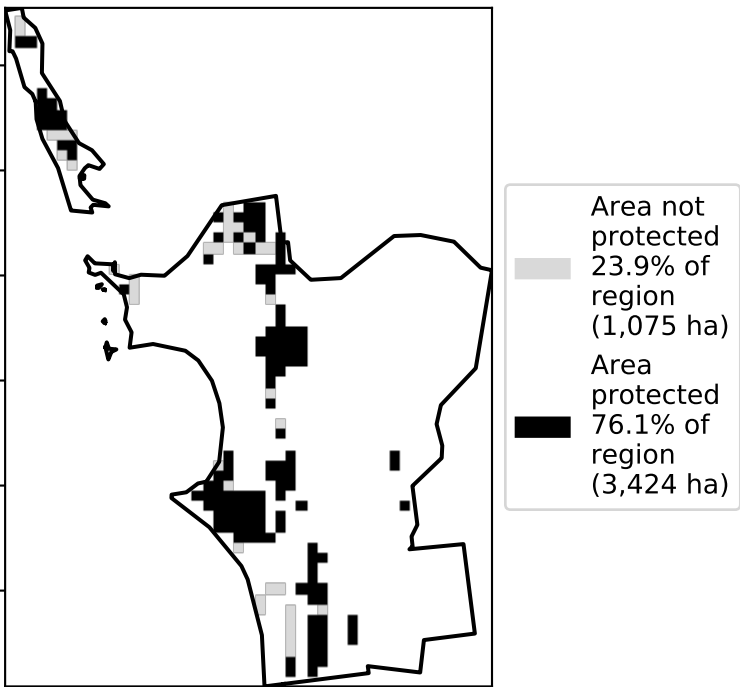 Area not
protected
23.9% of
region
(1,075 ha)
Area
protected
76.1% of
region
(3,424 ha)